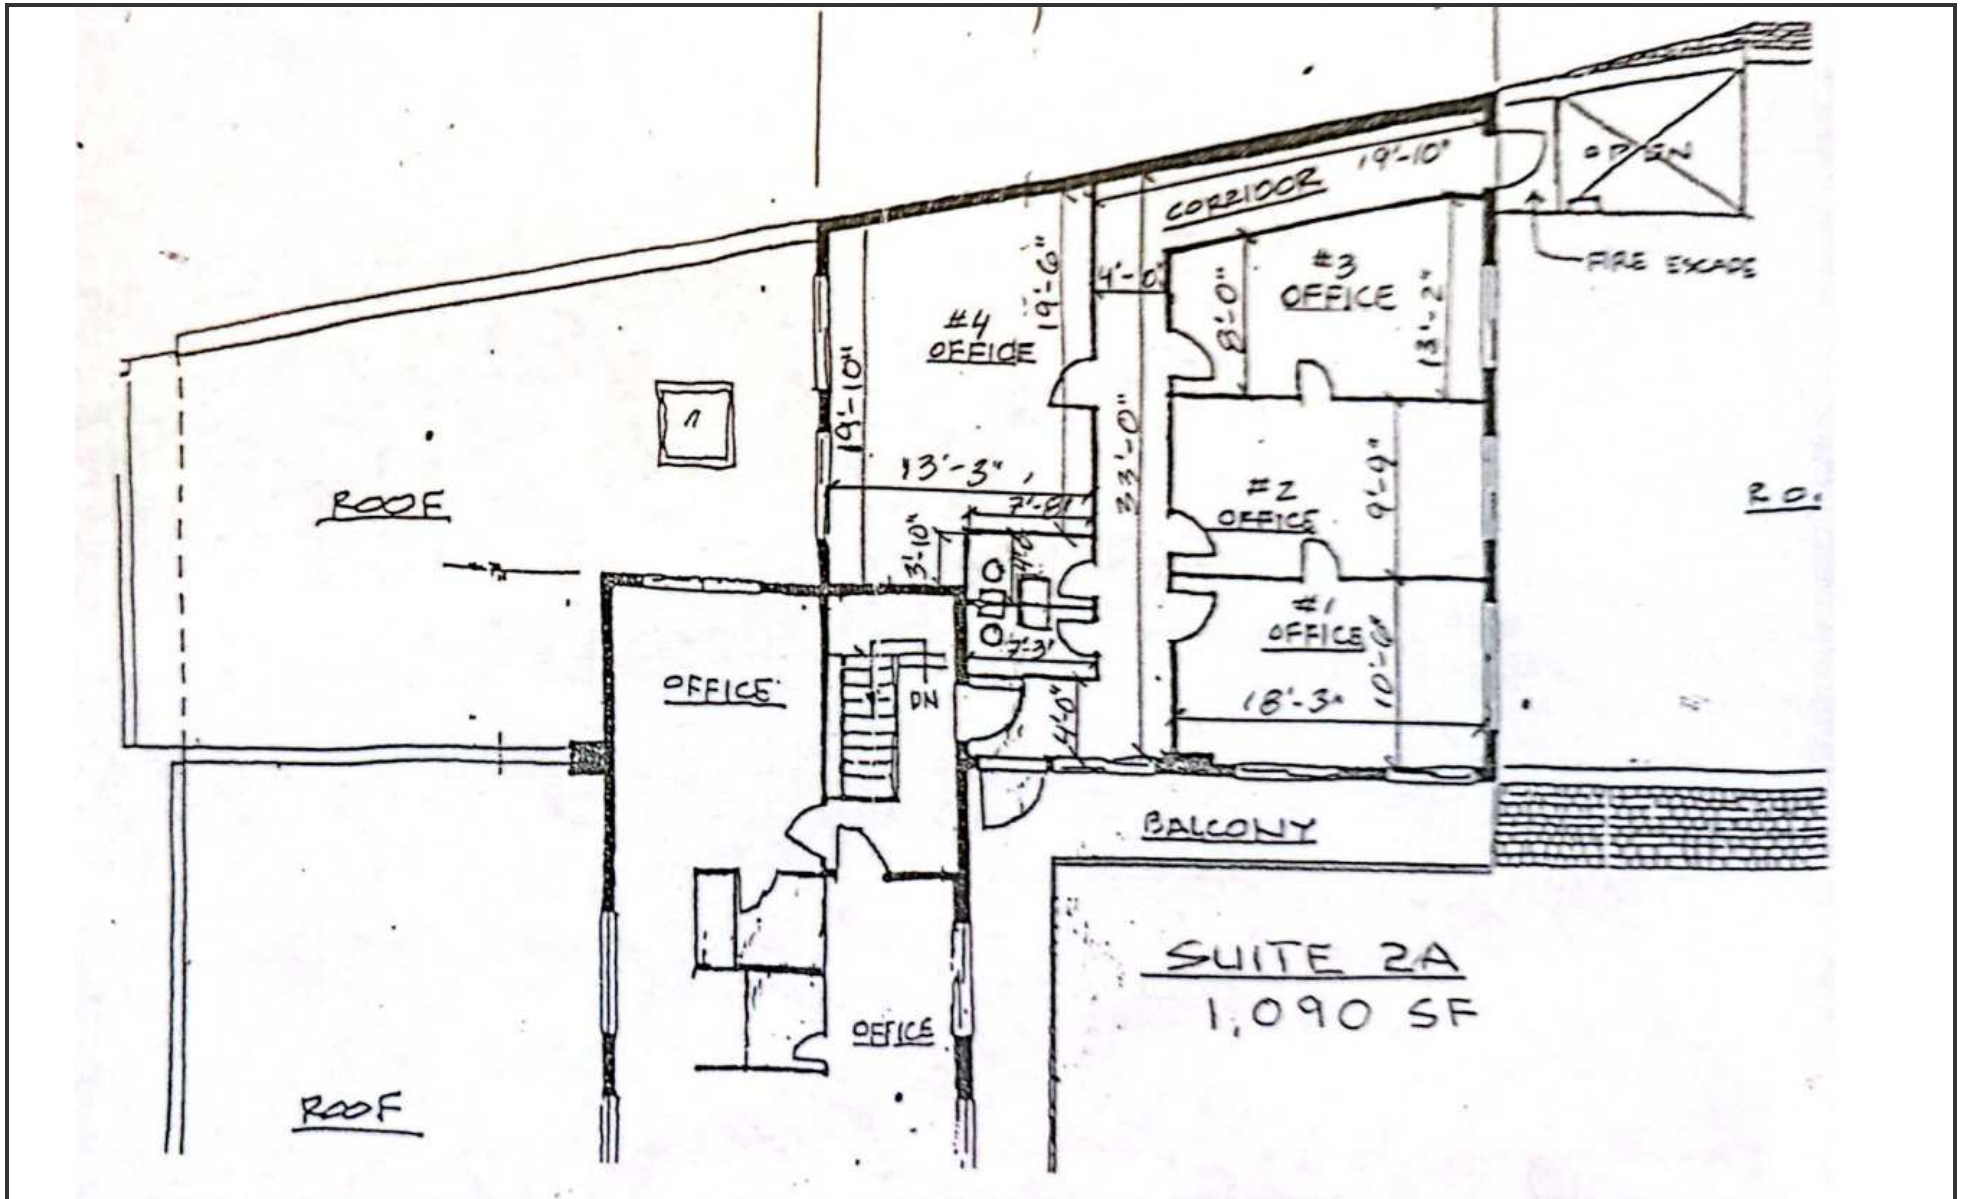 OPEN
19'-10"
CORRIDOR
FIRE ESCAPE
#3
OFFICE
8'-0"
13'-2"
4'-0"
19'-6"
#4
OFFICE
19'-10"
13'-3"
7'-8"
33'-0"
#2
OFFICE
9'-9"
ROOF
3'-10"
4'-0"
#1
OFFICE
10'-6"
18'-3"
7'-3"
4'-0"
OFFICE
DN
BALCONY
SUITE 2A
1,090 SF
OFFICE
ROOF